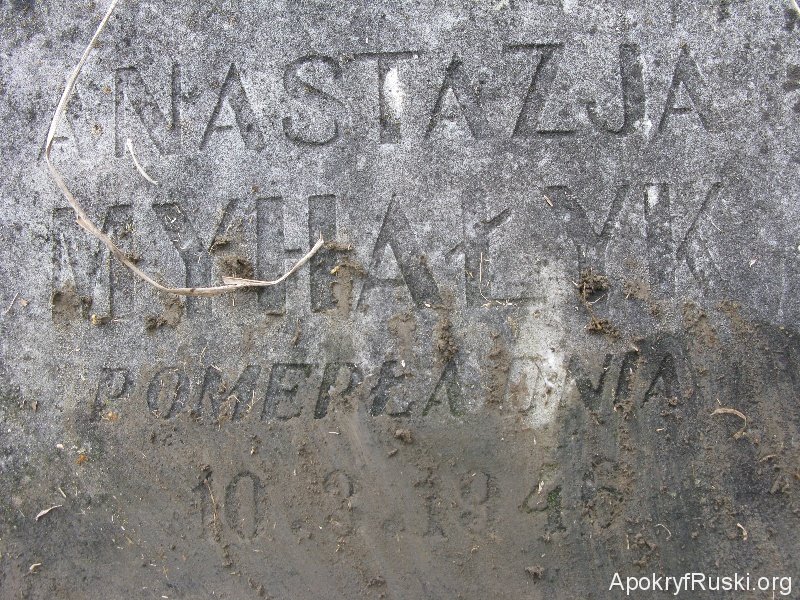 ANASTAZJA
MYHAŁYK
POMERŁA DNIA
10.3.1946
ApokryfRuski.org